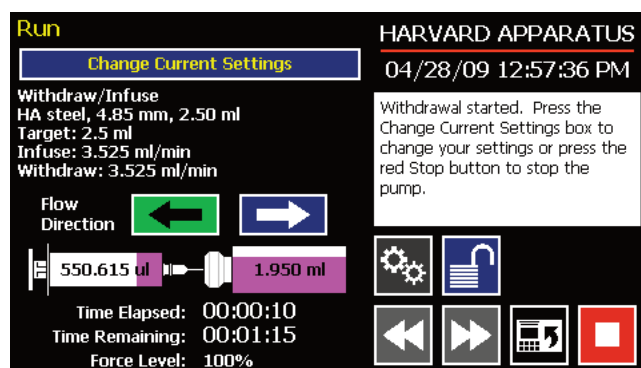 Run
Change Current Settings
Withdraw/Infuse
HA steel, 4.85 mm, 2.50 ml
Target: 2.5 ml
Infuse: 3.525 ml/min
Withdraw: 3.525 ml/min
Flow
Direction
550.615 ul
1.950 ml
Time Elapsed: 00:00:10
Time Remaining: 00:01:15
Force Level: 100%
HARVARD APPARATUS
04/28/09 12:57:36 PM
Withdrawal started. Press the
Change Current Settings box to
change your settings or press the
red Stop button to stop the
pump.